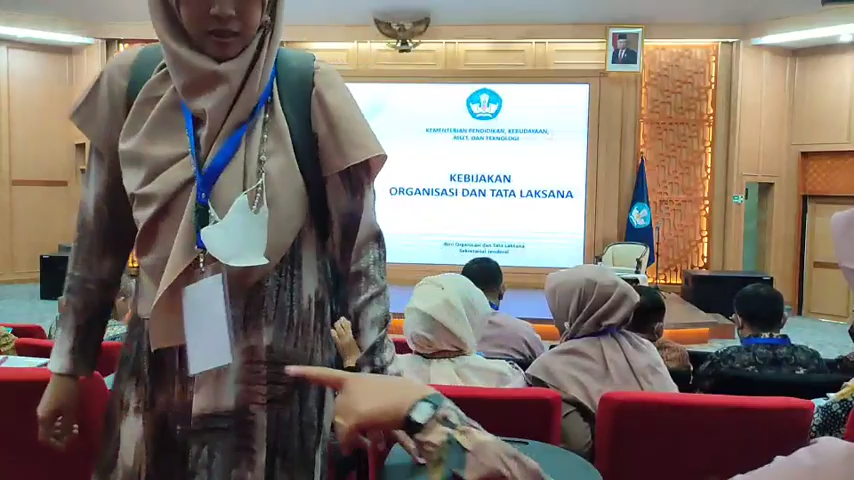 KEMENTERIAN PENDIDIKAN, KEBUDAYAAN,
RISET, DAN TEKNOLOGI
KEBIJAKAN
ORGANISASI DAN TATA LAKSANA
Biro Organisasi dan Tata Laksana
Sekretariat Jenderal